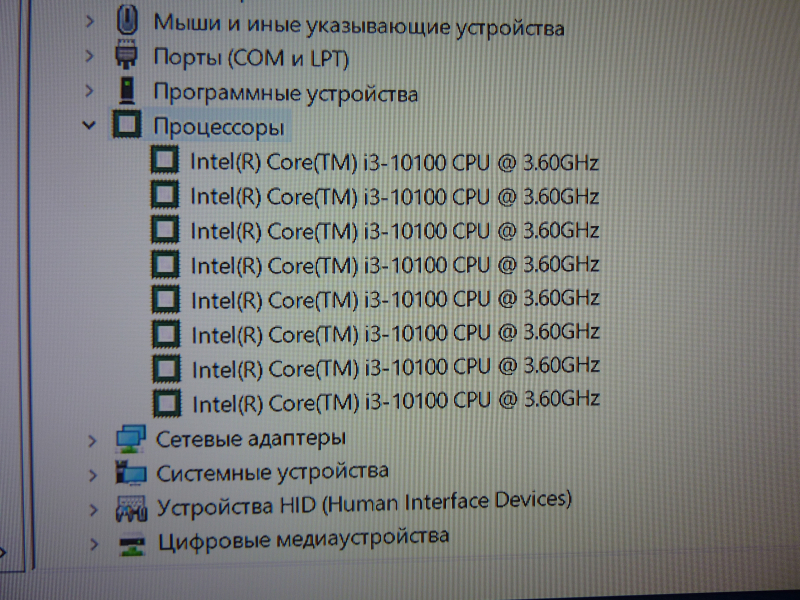 Мыши и иные указывающие устройства
Порты (COM и LPT)
Программные устройства
Процессоры
Intel(R) Core(TM) i3-10100 CPU @ 3.60GHz
Intel(R) Core(TM) i3-10100 CPU @ 3.60GHz
Intel(R) Core(TM) i3-10100 CPU @ 3.60GHz
Intel(R) Core(TM) i3-10100 CPU @ 3.60GHz
Intel(R) Core(TM) i3-10100 CPU @ 3.60GHz
Intel(R) Core(TM) i3-10100 CPU @ 3.60GHz
Intel(R) Core(TM) i3-10100 CPU @ 3.60GHz
Intel(R) Core(TM) i3-10100 CPU @ 3.60GHz
Сетевые адаптеры
Системные устройства
Устройства HID (Human Interface Devices)
Цифровые медиаустройства